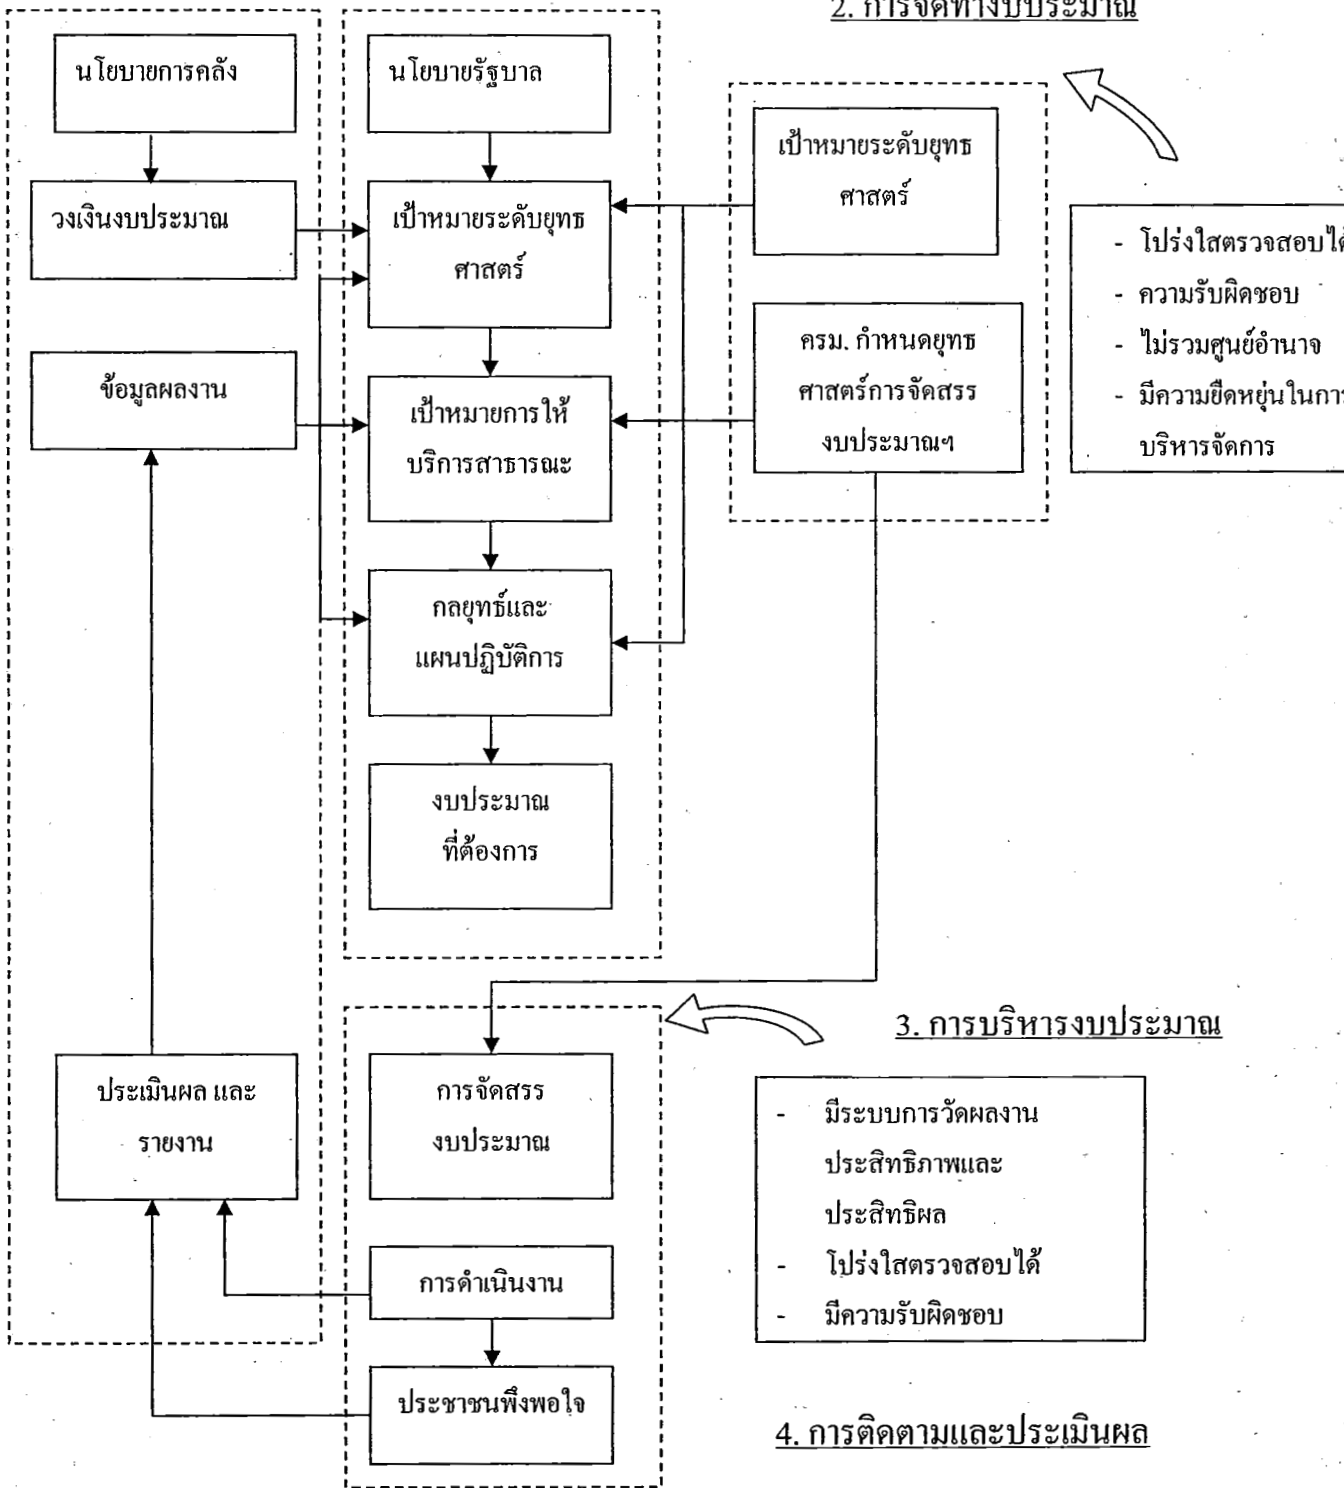 2. การจัดทำงบประมาณ
นโยบายการคลัง
วงเงินงบประมาณ
ข้อมูลผลงาน
ประเมินผล และ
รายงาน
นโยบายรัฐบาล
เป้าหมายระดับยุทธ
ศาสตร์
เป้าหมายการให้
บริการสาธารณะ
กลยุทธ์และ
แผนปฏิบัติการ
งบประมาณ
ที่ต้องการ
เป้าหมายระดับยุทธ
ศาสตร์
ครม. กำหนดยุทธ
ศาสตร์การจัดสรร
งบประมาณฯ
- โปร่งใสตรวจสอบได้
- ความรับผิดชอบ
- ไม่รวมศูนย์อำนาจ
- มีความยืดหยุ่นในการ
บริหารจัดการ
3. การบริหารงบประมาณ
การจัดสรร
งบประมาณ
การดำเนินงาน
ประชาชนพึงพอใจ
- มีระบบการวัดผลงาน
ประสิทธิภาพและ
ประสิทธิผล
- โปร่งใสตรวจสอบได้
- มีความรับผิดชอบ
4. การติดตามและประเมินผล